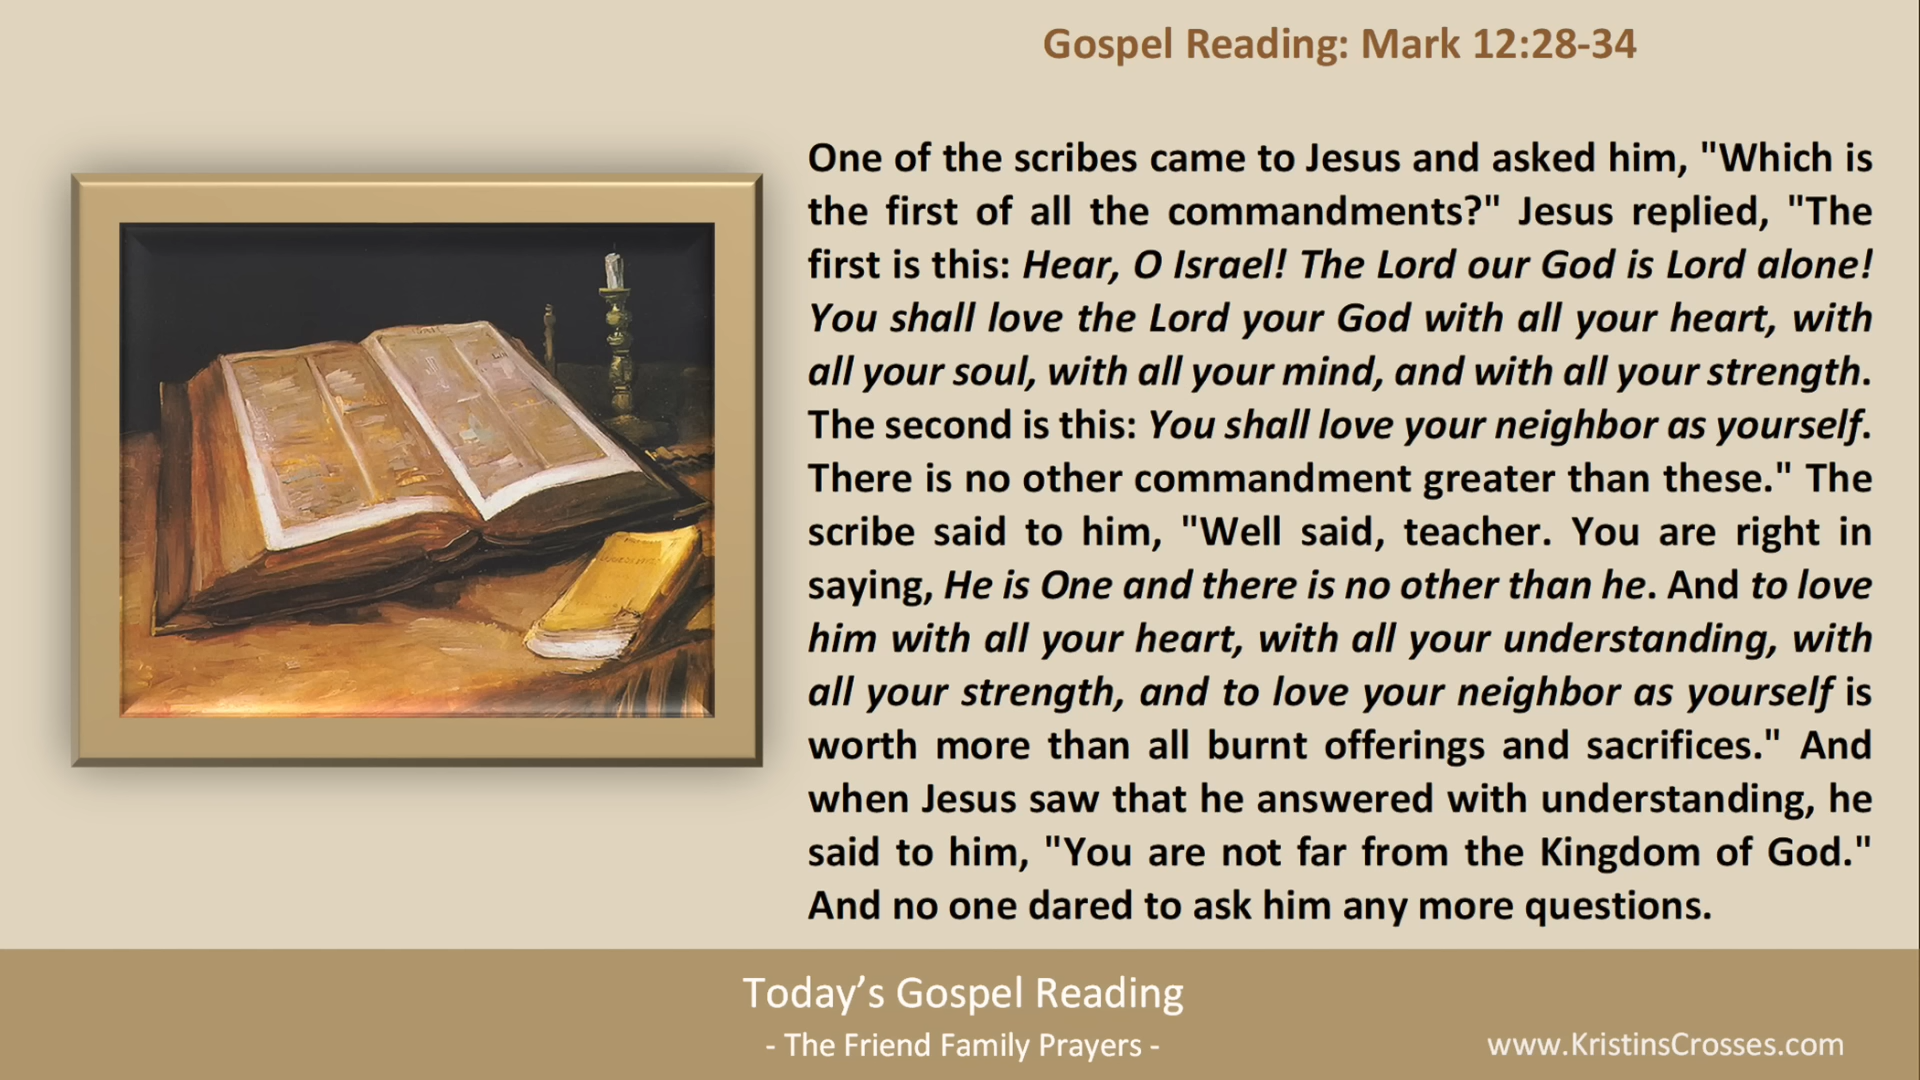 Gospel Reading: Mark 12:28-34
One of the scribes came to Jesus and asked him, "Which is
the first of all the commandments?" Jesus replied, "The
first is this: Hear, O Israel! The Lord our God is Lord alone!
You shall love the Lord your God with all your heart, with
all your soul, with all your mind, and with all your strength.
The second is this: You shall love your neighbor as yourself.
There is no other commandment greater than these." The
scribe said to him, "Well said, teacher. You are right in
saying, He is One and there is no other than he. And to love
him with all your heart, with all your understanding, with
all your strength, and to love your neighbor as yourself is
worth more than all burnt offerings and sacrifices." And
when Jesus saw that he answered with understanding, he
said to him, "You are not far from the Kingdom of God."
And no one dared to ask him any more questions.
Today’s Gospel Reading
- The Friend Family Prayers -
www.KristinsCrosses.com